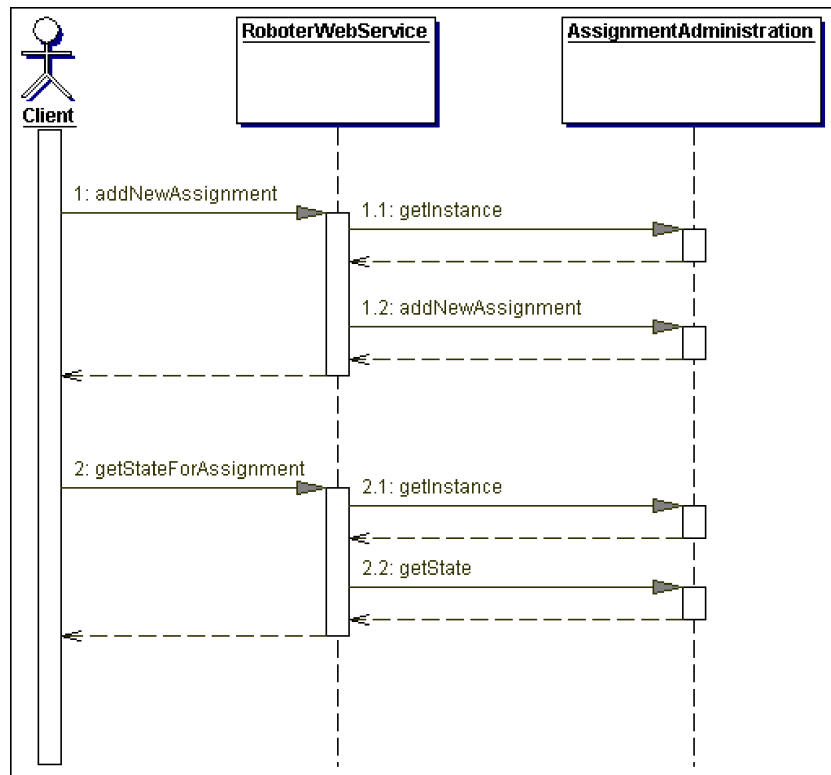 RoboterWebService
AssignmentAdministration
Client
1: addNewAssignment
1.1: getInstance
1.2: addNewAssignment
2: getStateForAssignment
2.1: getInstance
2.2: getState